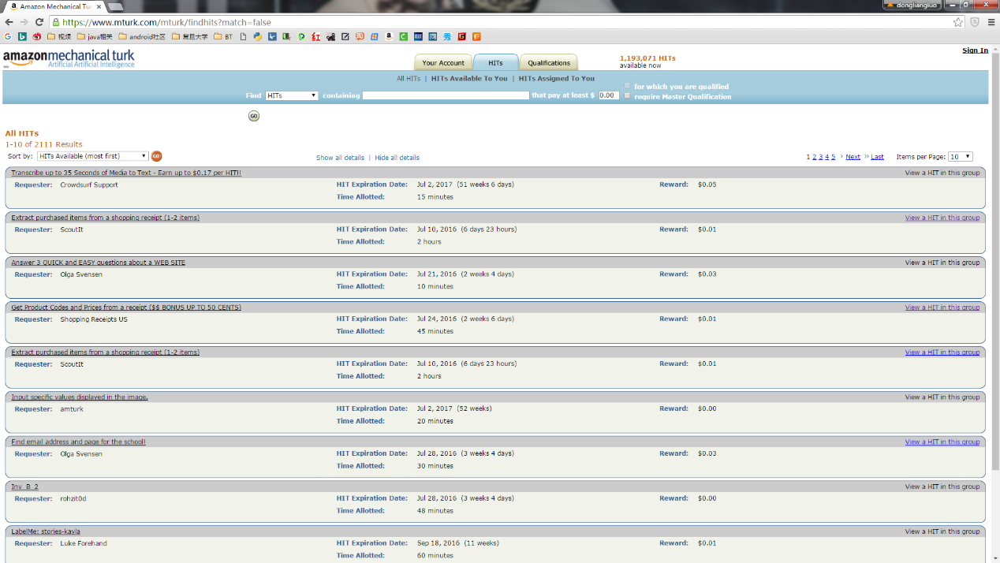 Amazon Mechanical Tur
dongliangluo
https://www.mturk.com/mturk/findhits?match=false
视频 java相关 android社区 复旦大学 BT
Sign In
amazonmechanical turk
beta
Artificial Artificial Intelligence
Your Account HITs Qualifications
1,193,071 HITs
available now
All HITs | HITs Available To You | HITs Assigned To You
Find HITs containing that pay at least $ 0.00
for which you are qualified
require Master Qualification
GO
All HITs
1-10 of 2111 Results
Sort by: HITs Available (most first) GO! Show all details | Hide all details 1 2 3 4 5 › Next » Last Items per Page: 10
Transcribe up to 35 Seconds of Media to Text - Earn up to $0.17 per HIT!! View a HIT in this group
Requester: Crowdsurf Support HIT Expiration Date: Jul 2, 2017 (51 weeks 6 days) Reward: $0.05
Time Allotted: 15 minutes
Extract purchased items from a shopping receipt (1-2 items) View a HIT in this group
Requester: ScoutIt HIT Expiration Date: Jul 10, 2016 (6 days 23 hours) Reward: $0.01
Time Allotted: 2 hours
Answer 3 QUICK and EASY questions about a WEB SITE View a HIT in this group
Requester: Olga Svensen HIT Expiration Date: Jul 21, 2016 (2 weeks 4 days) Reward: $0.03
Time Allotted: 10 minutes
Get Product Codes and Prices from a receipt ($$ BONUS UP TO 50 CENTS) View a HIT in this group
Requester: Shopping Receipts US HIT Expiration Date: Jul 24, 2016 (2 weeks 6 days) Reward: $0.01
Time Allotted: 45 minutes
Extract purchased items from a shopping receipt (1-2 items) View a HIT in this group
Requester: ScoutIt HIT Expiration Date: Jul 10, 2016 (6 days 23 hours) Reward: $0.01
Time Allotted: 2 hours
Input specific values displayed in the image. View a HIT in this group
Requester: amturk HIT Expiration Date: Jul 2, 2017 (52 weeks) Reward: $0.00
Time Allotted: 20 minutes
Find email address and page for the school! View a HIT in this group
Requester: Olga Svensen HIT Expiration Date: Jul 28, 2016 (3 weeks 4 days) Reward: $0.03
Time Allotted: 30 minutes
Inv_B_2 View a HIT in this group
Requester: rohzit0d HIT Expiration Date: Jul 28, 2016 (3 weeks 4 days) Reward: $0.00
Time Allotted: 48 minutes
LabelMe: stories-kayla View a HIT in this group
Requester: Luke Forehand HIT Expiration Date: Sep 18, 2016 (11 weeks) Reward: $0.01
Time Allotted: 60 minutes